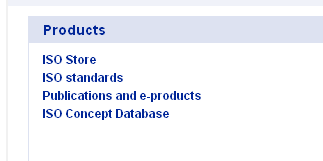 Products
ISO Store
ISO standards
Publications and e-products
ISO Concept Database